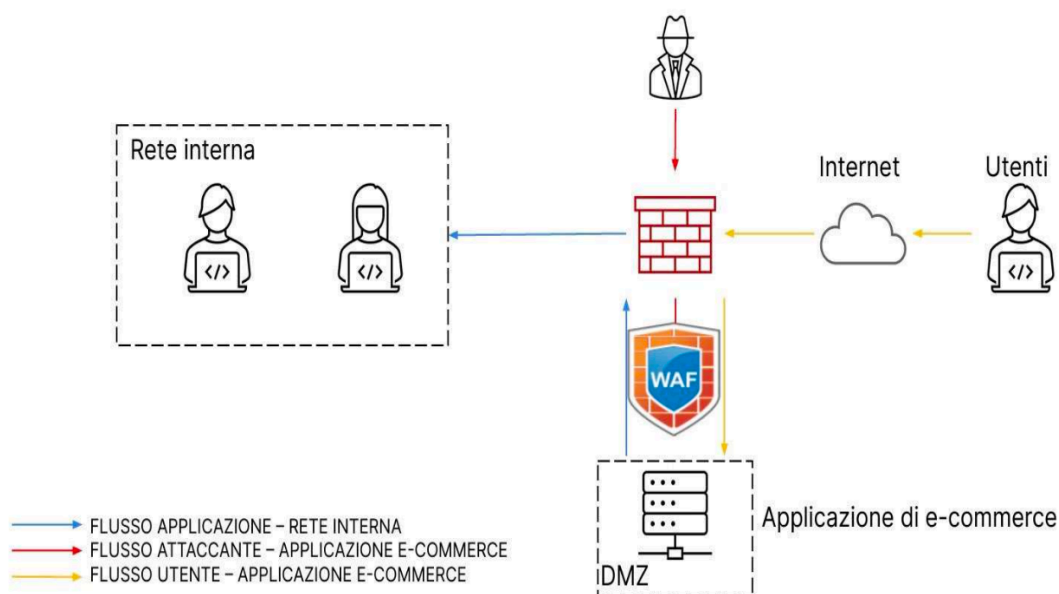 Rete interna
</>
</>
Internet
Utenti
</>
WAF
Applicazione di e-commerce
DMZ
FLUSSO APPLICAZIONE – RETE INTERNA
FLUSSO ATTACCANTE – APPLICAZIONE E-COMMERCE
FLUSSO UTENTE – APPLICAZIONE E-COMMERCE